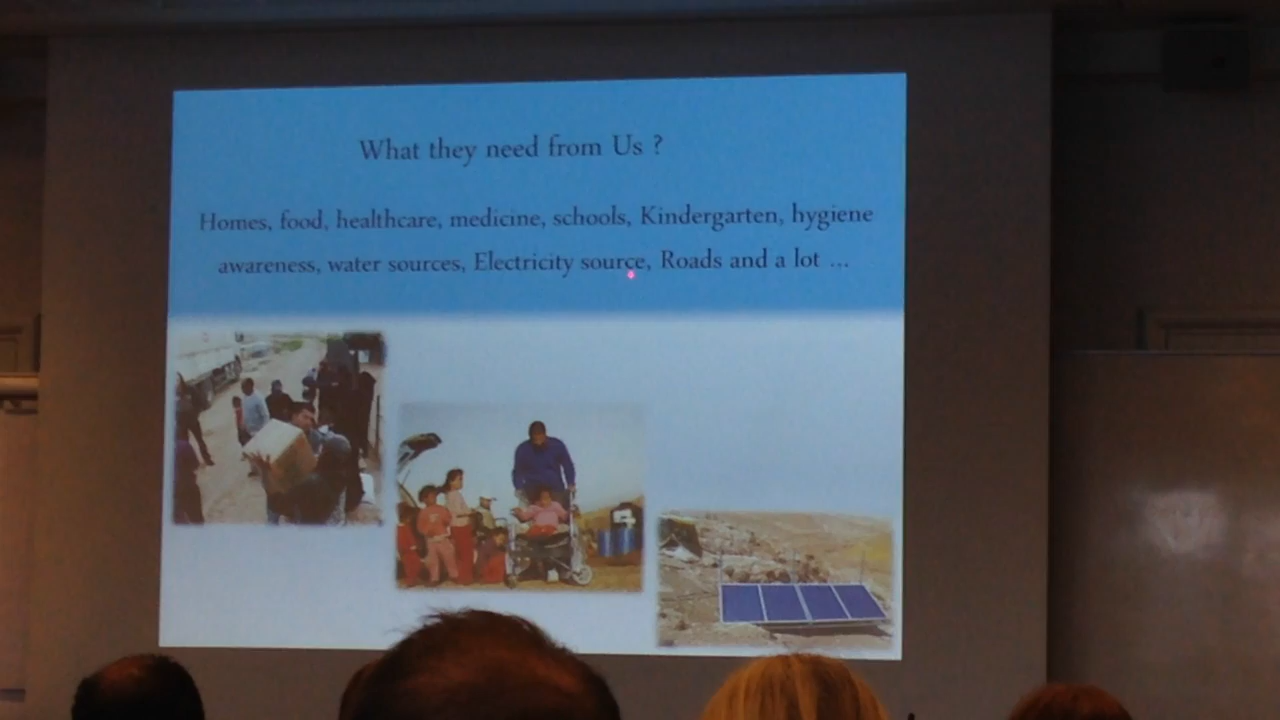 What they need from Us ?
Homes, food, healthcare, medicine, schools, Kindergarten, hygiene
awareness, water sources, Electricity source, Roads and a lot ...